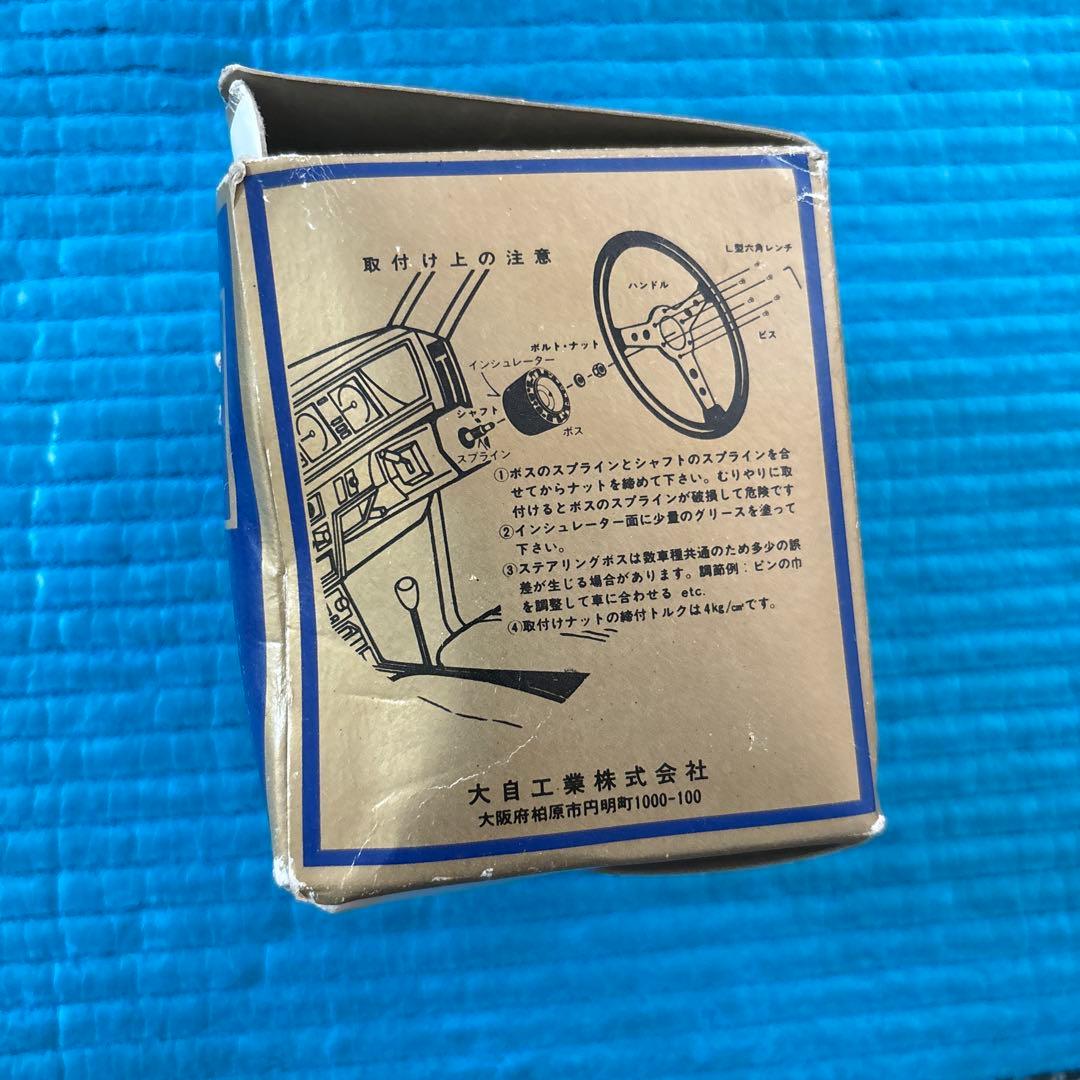 取付け上の注意
L型六角レンチ
ハンドル
ビス
ボルト・ナット
インシュレーター
シャフト
ボス
スプライン
①ボスのスプラインとシャフトのスプラインを合
せてからナットを締めて下さい。むりやりに取
付けるとボスのスプラインが破損して危険です
②インシュレーター面に少量のグリースを塗って
下さい。
③ステアリングボスは数車種共通のため多少の誤
差が生じる場合があります。調節例：ピンの巾
を調整して車に合わせる etc.
④取付けナットの締付トルクは4kg/c㎡です。
大自工業株式会社
大阪府柏原市円明町1000-100